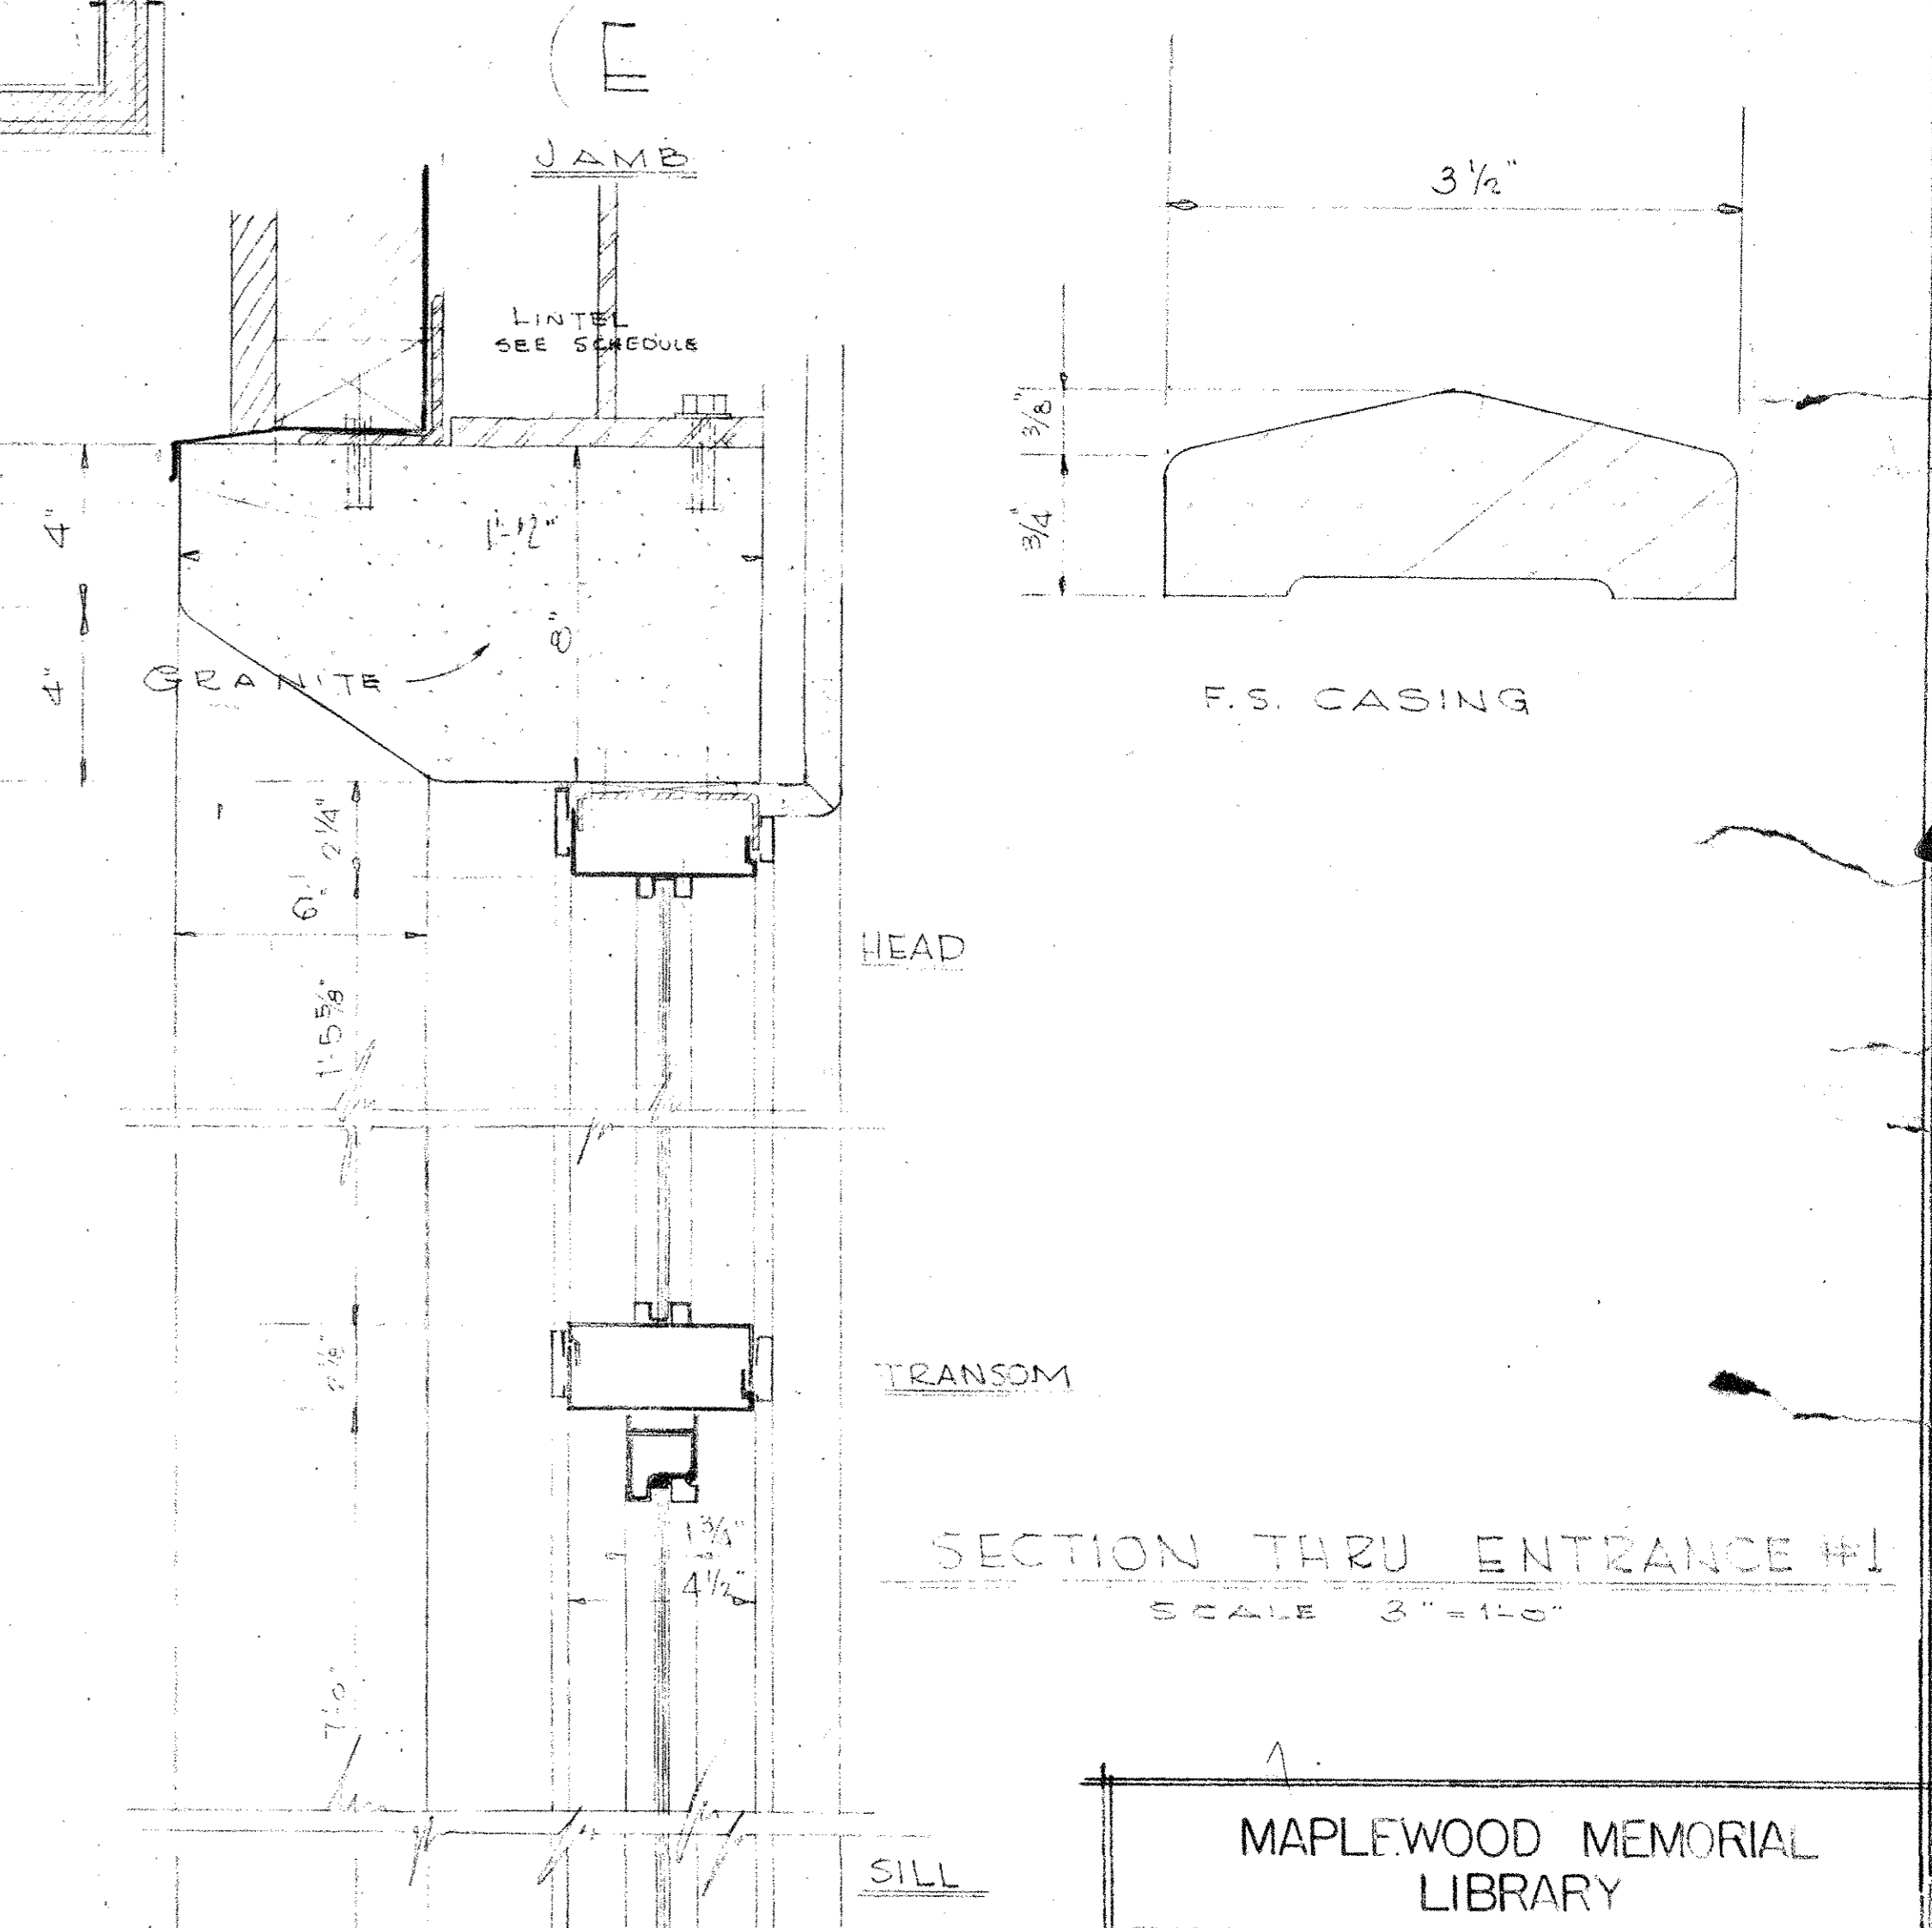 E
JAMB
3 1/2"
LINTEL
SEE SCHEDULE
3/8"
4"
3/4"
8"
GRANITE
4"
F.S. CASING
2 1/4"
6"
HEAD
1'-5 5/8"
2 1/8"
TRANSOM
1 3/4"
4 1/2"
SECTION THRU ENTRANCE #1
SCALE 3" = 1'-0"
7'-0"
MAPLEWOOD MEMORIAL
LIBRARY
SILL